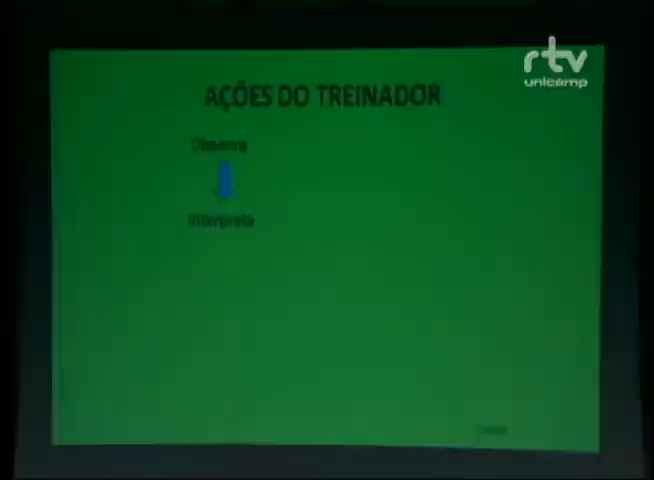 rtv
unicamp
AÇÕES DO TREINADOR
Observa
Interpreta